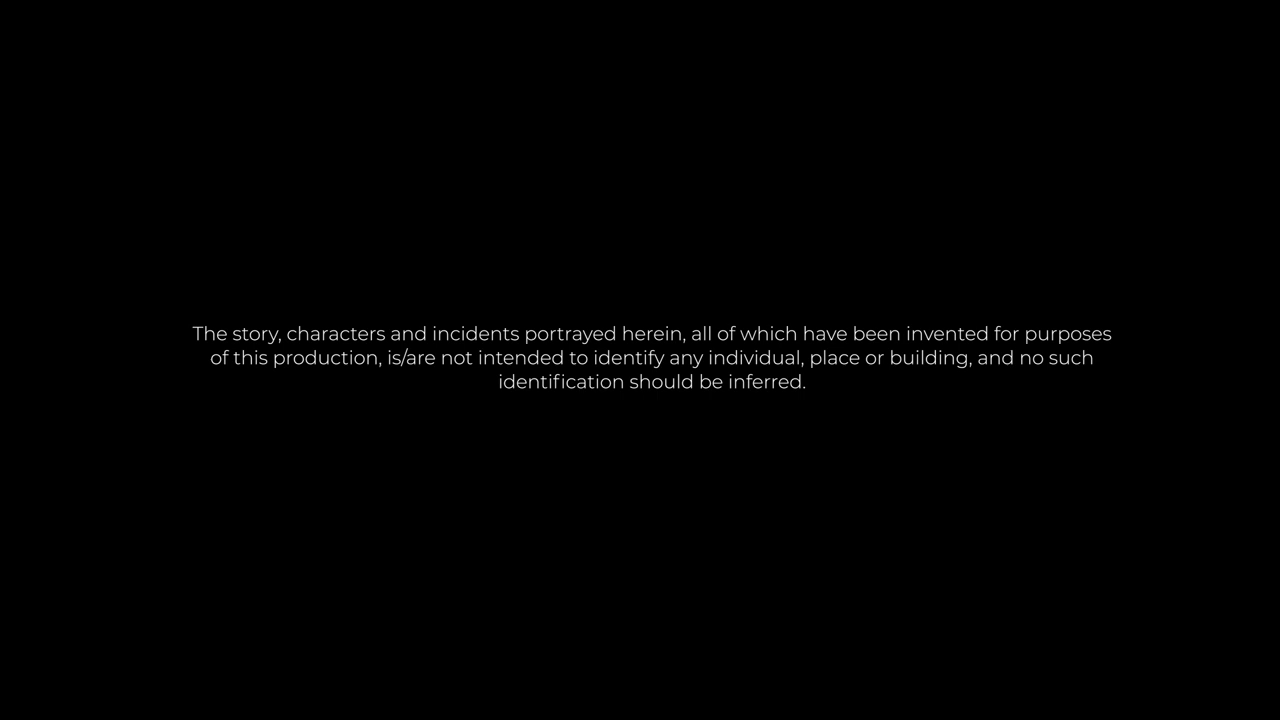 The story, characters and incidents portrayed herein, all of which have been invented for purposes
of this production, is/are not intended to identify any individual, place or building, and no such
identification should be inferred.